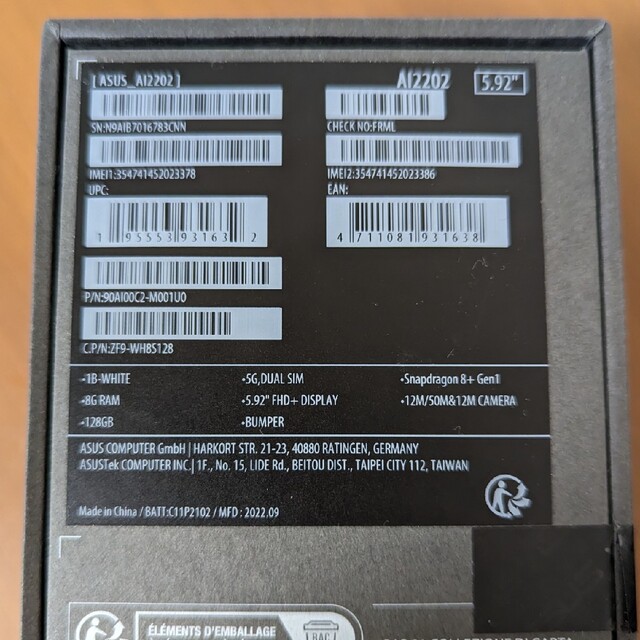 [ ASUS_AI2202 ]
AI2202 5.92"
SN:N9AIB7016783CNN
CHECK NO:FRML
IMEI1:354741452023378
IMEI2:354741452023386
UPC:
EAN:
1 95553 93163 2
4 711081 931638
P/N:90AI00C2-M001U0
C.P/N:ZF9-WH8S128
•1B-WHITE
•5G,DUAL SIM
•Snapdragon 8+ Gen1
•8G RAM
•5.92" FHD+ DISPLAY
•12M/50M&12M CAMERA
•128GB
•BUMPER
ASUS COMPUTER GmbH | HARKORT STR. 21-23, 40880 RATINGEN, GERMANY
ASUSTek COMPUTER INC.| 1F., No. 15, LIDE Rd., BEITOU DIST., TAIPEI CITY 112, TAIWAN
Made in China / BATT:C11P2102 / MFD : 2022.09
ÉLÉMENTS D'EMBALLAGE
BAC